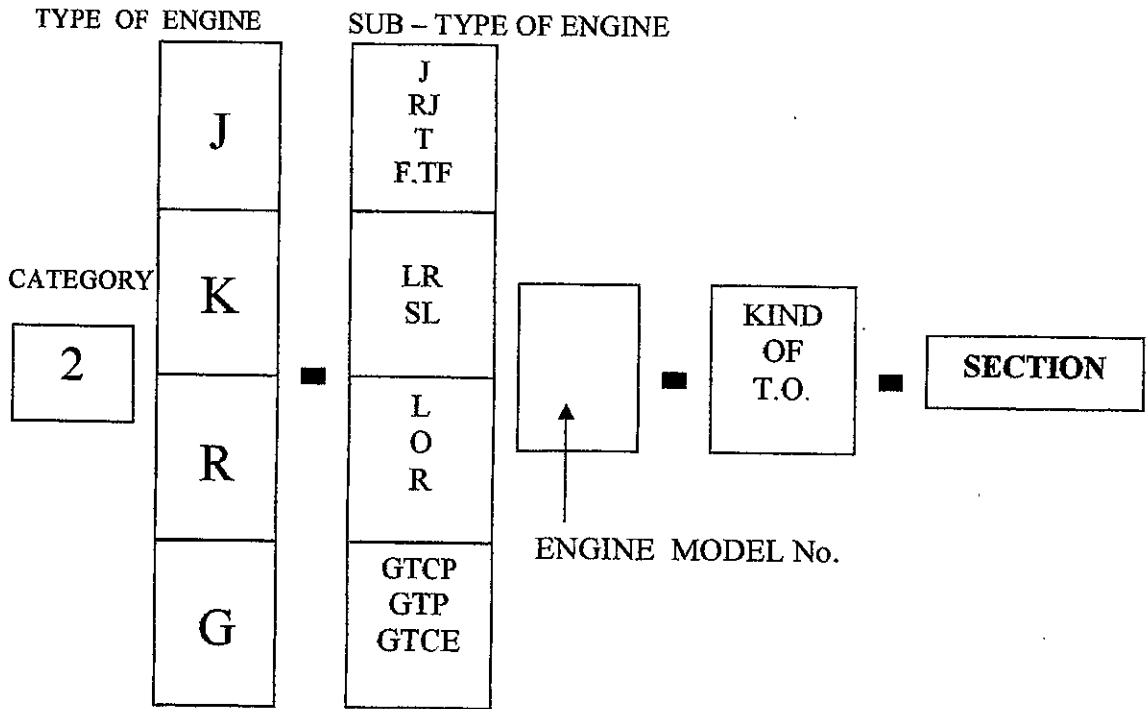 TYPE OF ENGINE
SUB – TYPE OF ENGINE
CATEGORY
2
J
K
R
G
J
RJ
T
F.TF
LR
SL
L
O
R
GTCP
GTP
GTCE
ENGINE MODEL No.
KIND
OF
T.O.
SECTION